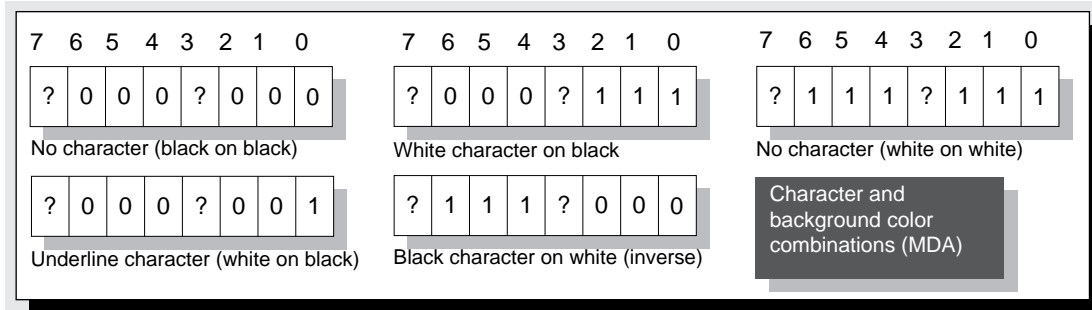 7 6 5 4 3 2 1 0
? 0 0 0 ? 0 0 0
No character (black on black)
7 6 5 4 3 2 1 0
? 0 0 0 ? 1 1 1
White character on black
7 6 5 4 3 2 1 0
? 1 1 1 ? 1 1 1
No character (white on white)
? 0 0 0 ? 0 0 1
Underline character (white on black)
? 1 1 1 ? 0 0 0
Black character on white (inverse)
Character and
background color
combinations (MDA)